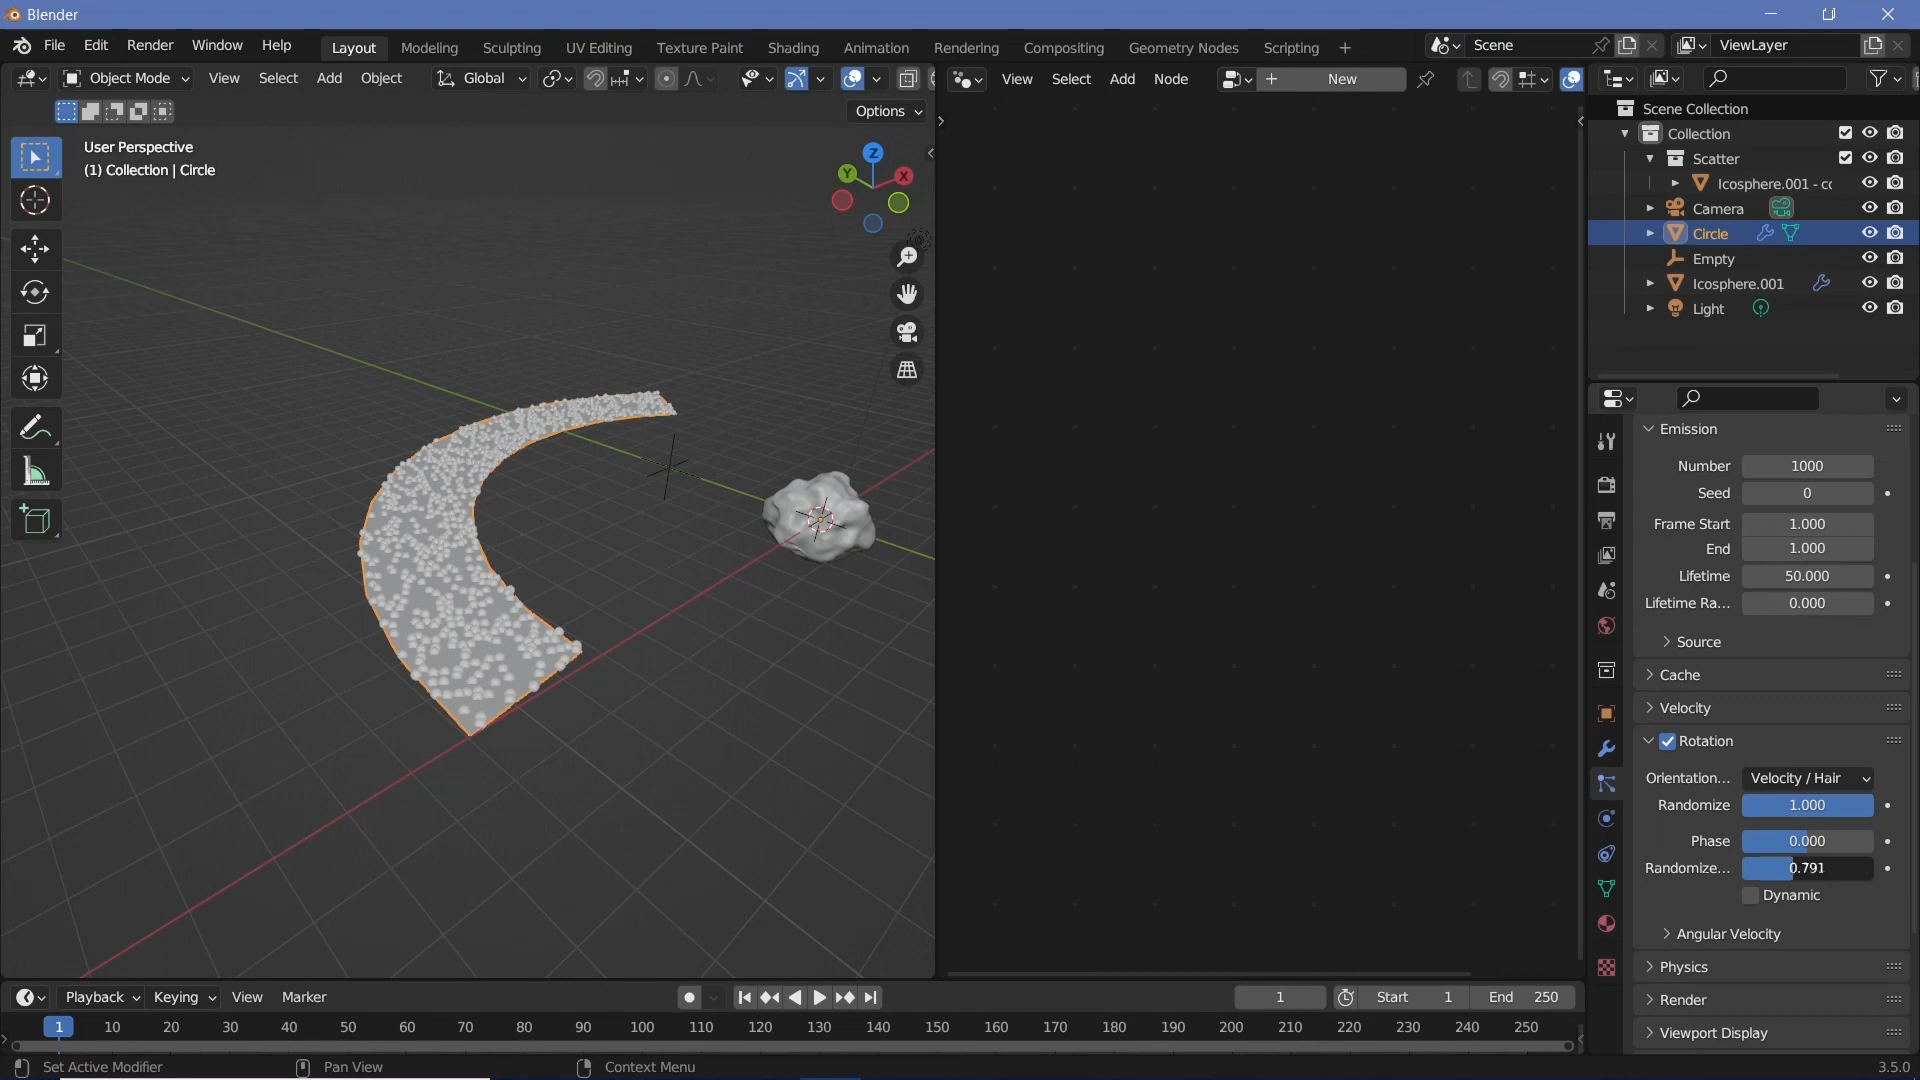 Blender
File Edit Render Window Help
Layout Modeling Sculpting UV Editing Texture Paint Shading Animation Rendering Compositing Geometry Nodes Scripting +
Scene
ViewLayer
Object Mode View Select Add Object Global
View Select Add Node + New
Options
User Perspective
(1) Collection | Circle
Z
Y
X
Scene Collection
Collection
Scatter
Icosphere.001 - cc
Camera
Circle
Empty
Icosphere.001
Light
Emission
Number 1000
Seed 0
Frame Start 1.000
End 1.000
Lifetime 50.000
Lifetime Ra... 0.000
Source
Cache
Velocity
Rotation
Orientation... Velocity / Hair
Randomize 1.000
Phase 0.000
Randomize... 0.791
Dynamic
Angular Velocity
Physics
Render
Viewport Display
Playback Keying View Marker
1 Start 1 End 250
1 10 20 30 40 50 60 70 80 90 100 110 120 130 140 150 160 170 180 190 200 210 220 230 240 250
Set Active Modifier Pan View Context Menu 3.5.0